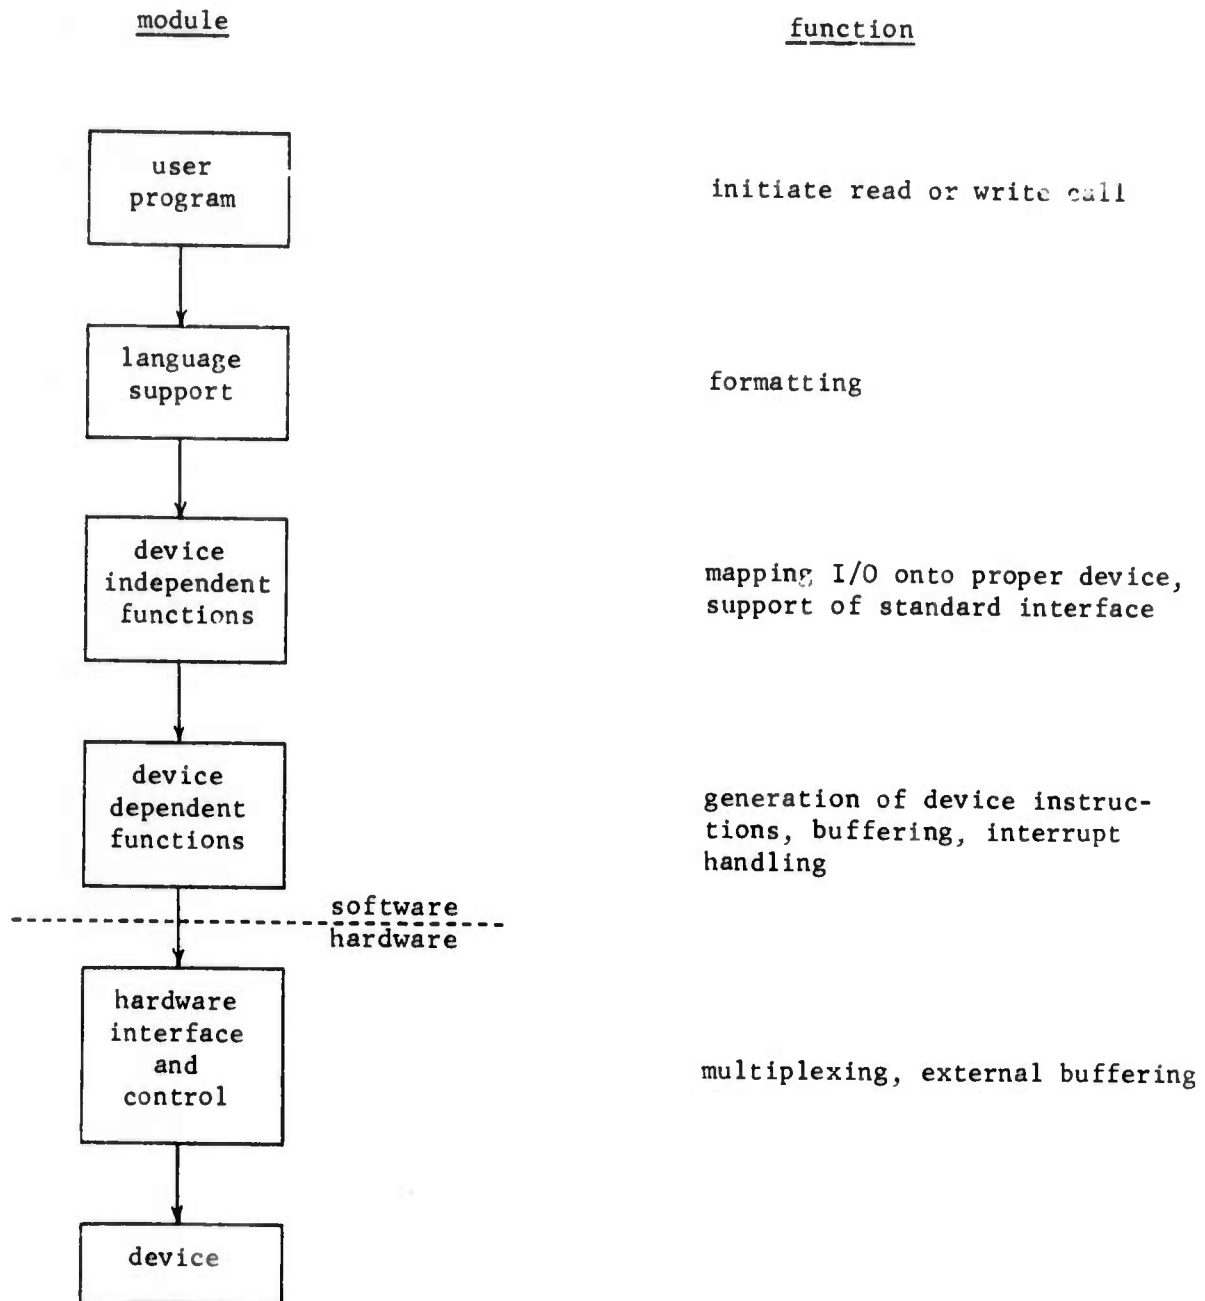 module
function
user
program
initiate read or write call
language
support
formatting
device
independent
functions
mapping I/O onto proper device,
support of standard interface
device
dependent
functions
generation of device instruc-
tions, buffering, interrupt
handling
software
hardware
hardware
interface
and
control
multiplexing, external buffering
device